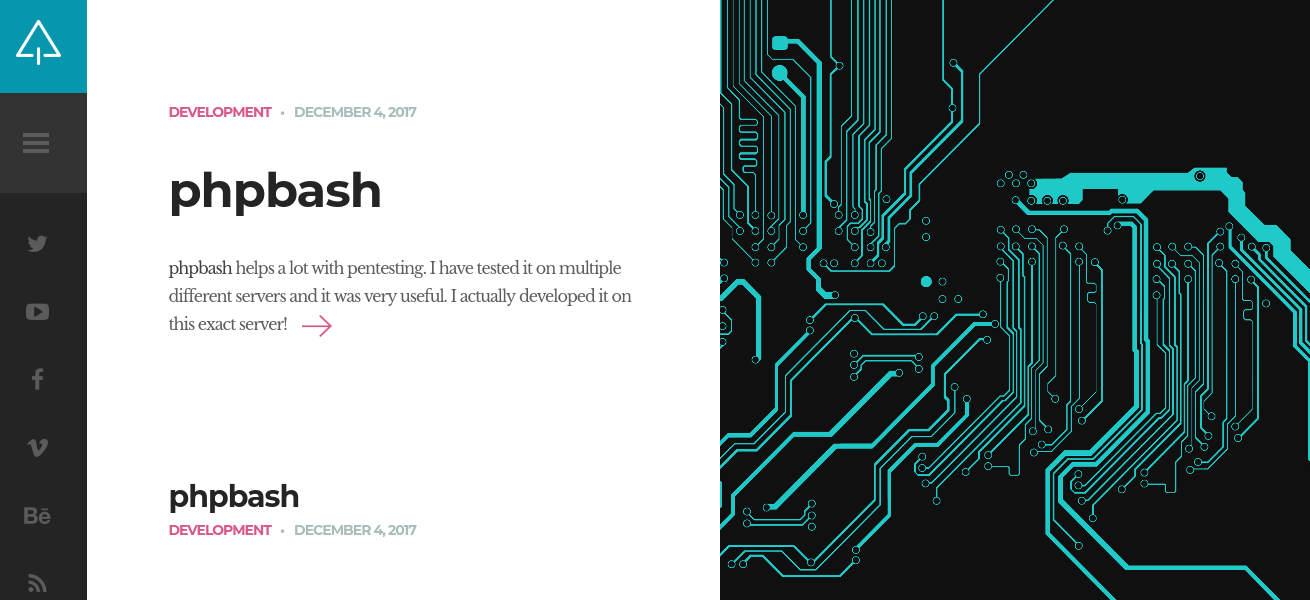 DEVELOPMENT • DECEMBER 4, 2017
phpbash
phpbash helps a lot with pentesting. I have tested it on multiple
different servers and it was very useful. I actually developed it on
this exact server!
phpbash
DEVELOPMENT • DECEMBER 4, 2017
Bē